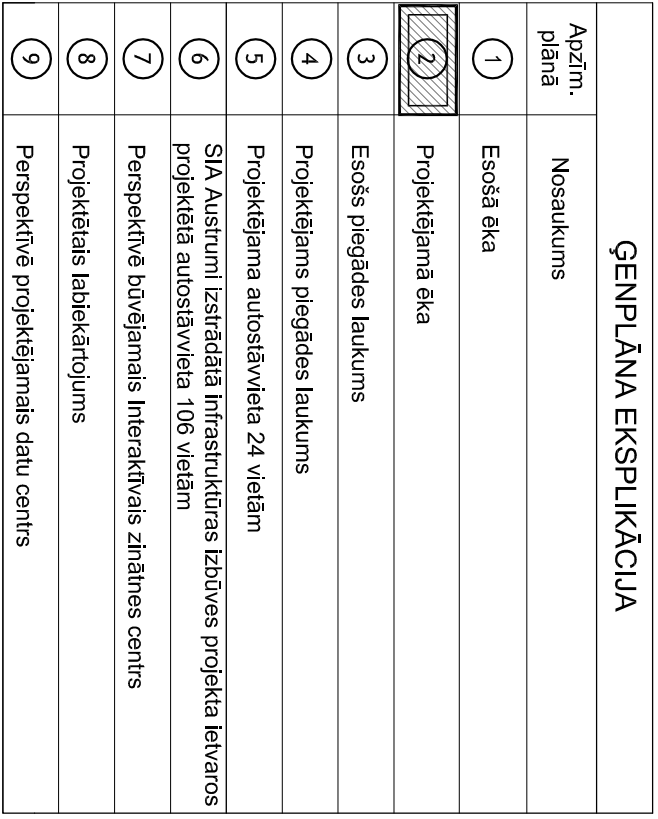 ĢENPLĀNA EKSPLIKĀCIJA
Apzīm.
plānā
Nosaukums
1 Esošā ēka
2 Projektējamā ēka
3 Esošs piegādes laukums
4 Projektējams piegādes laukums
5 Projektējama autostāvvieta 24 vietām
6 SIA Austrumi izstrādātā infrastruktūras izbūves projekta ietvaros
projektētā autostāvvieta 106 vietām
7 Perspektīvē būvējamais Interaktīvais zinātnes centrs
8 Projektētais labiekārtojums
9 Perspektīvē projektējamais datu centrs